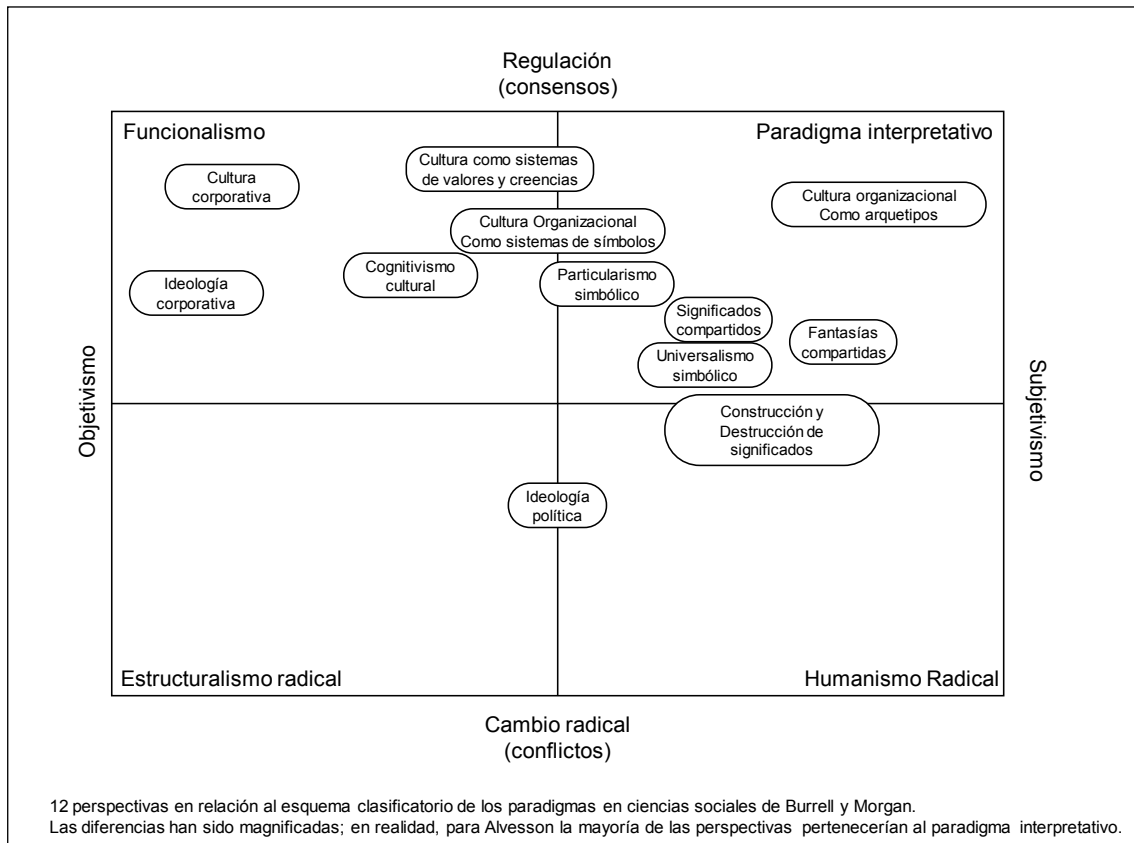 Regulación
(consensos)
Funcionalismo
Paradigma interpretativo
Cultura
corporativa
Cultura como sistemas
de valores y creencias
Cultura organizacional
Como arquetipos
Cultura Organizacional
Como sistemas de símbolos
Ideología
corporativa
Cognitivismo
cultural
Particularismo
simbólico
Significados
compartidos
Fantasías
compartidas
Universalismo
simbólico
Objetivismo
Subjetivismo
Construcción y
Destrucción de
significados
Ideología
política
Estructuralismo radical
Humanismo Radical
Cambio radical
(conflictos)
12 perspectivas en relación al esquema clasificatorio de los paradigmas en ciencias sociales de Burrell y Morgan.
Las diferencias han sido magnificadas; en realidad, para Alvesson la mayoría de las perspectivas pertenecerían al paradigma interpretativo.